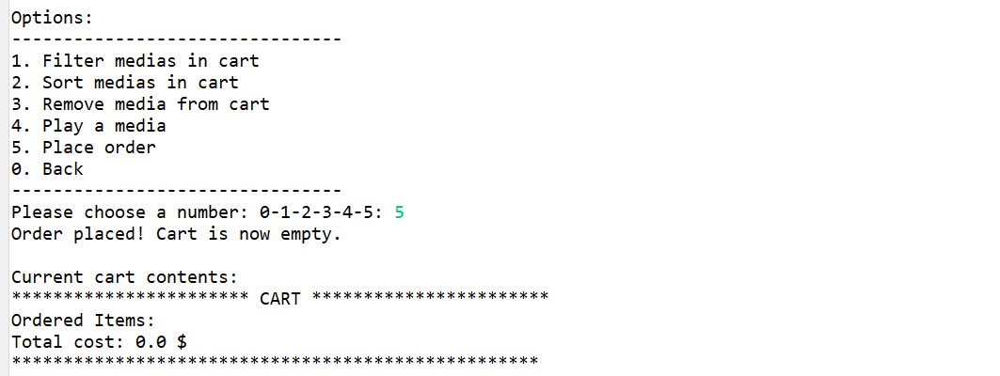 Options:
--------------------------------
1. Filter medias in cart
2. Sort medias in cart
3. Remove media from cart
4. Play a media
5. Place order
0. Back
--------------------------------
Please choose a number: 0-1-2-3-4-5: 5
Order placed! Cart is now empty.

Current cart contents:
*********************** CART ***********************
Ordered Items:
Total cost: 0.0 $
***************************************************